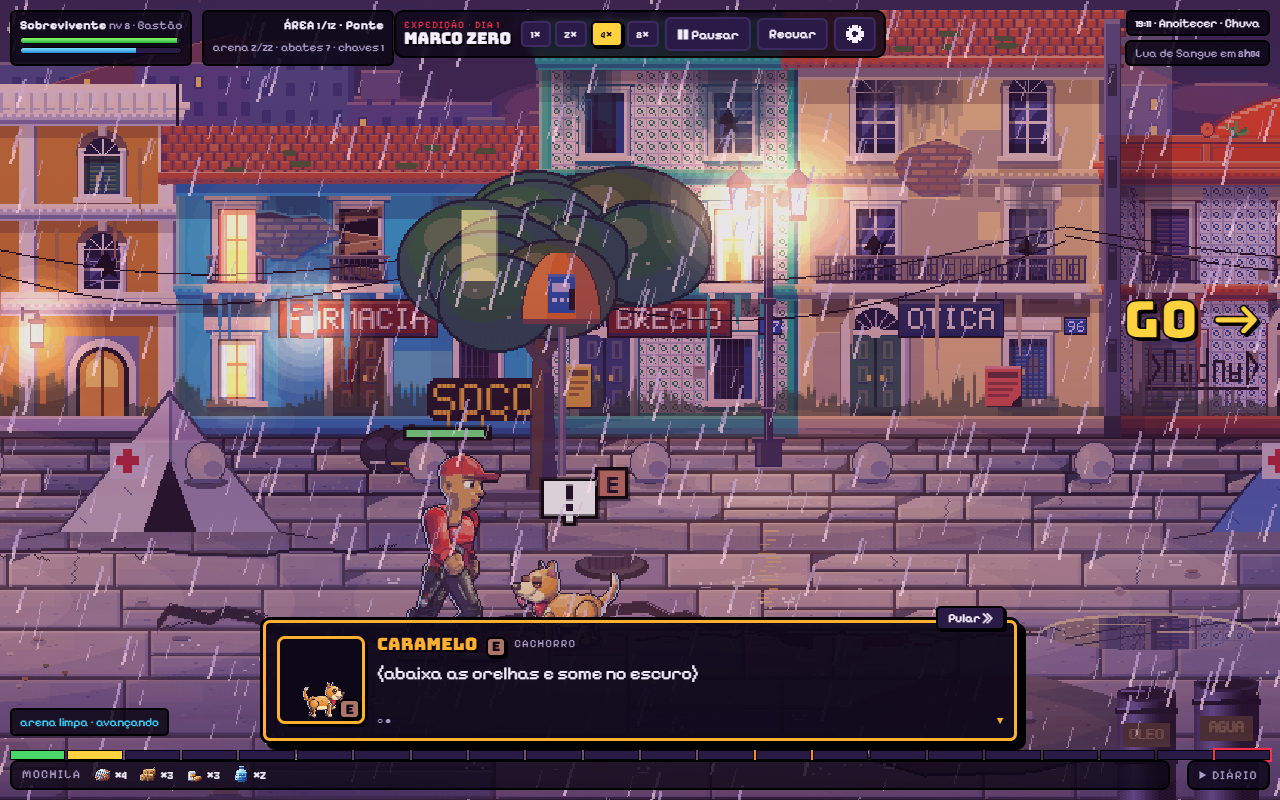 Sobrevivente nv 8 · Bastão
ÁREA 1/12 · Ponte
arena 2/22 · abates 7 · chaves 1
EXPEDIÇÃO · DIA 1
MARCO ZERO
1×
2×
4×
8×
Pausar
Recuar
19:11 · Anoitecer · Chuva
Lua de Sangue em 8h04
FARMACIA
BRECHO
OTICA
96
GO →
SOCO
E
!
Pular
CARAMELO E CACHORRO
(abaixa as orelhas e some no escuro)
E
arena limpa · avançando
OLEO
AGUA
MOCHILA ×4 ×3 ×3 ×2
DIÁRIO